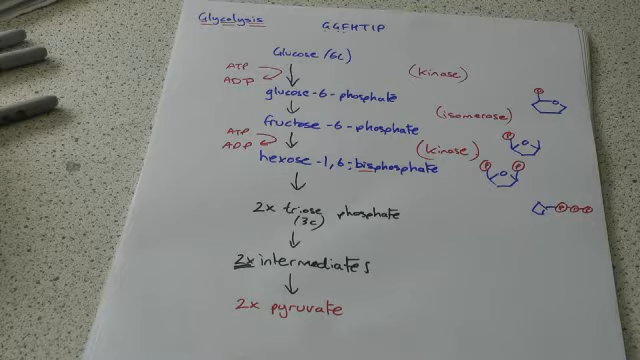 Glycolysis
GGFHTIP
Glucose (6c)
ATP
ADP
(kinase)
glucose-6-phosphate
(isomerase)
fructose-6-phosphate
ATP
ADP
(kinase)
hexose-1,6-bisphosphate
2x triose phosphate
(3c)
2x intermediates
2x pyruvate
P
P
P P
P P P